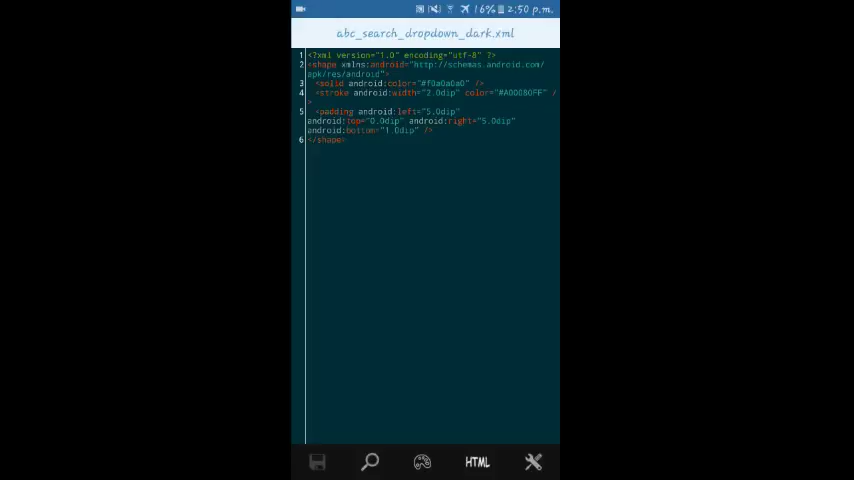 16% 2:50 p.m.
abc_search_dropdown_dark.xml
1 <?xml version="1.0" encoding="utf-8" ?>
2 <shape xmlns:android="http://schemas.android.com/
apk/res/android">
3 <solid android:color="#f0a0a0a0" />
4 <stroke android:width="2.0dip" color="#A00080FF" /
>
5 <padding android:left="5.0dip"
android:top="0.0dip" android:right="5.0dip"
android:bottom="1.0dip" />
6 </shape>
HTML